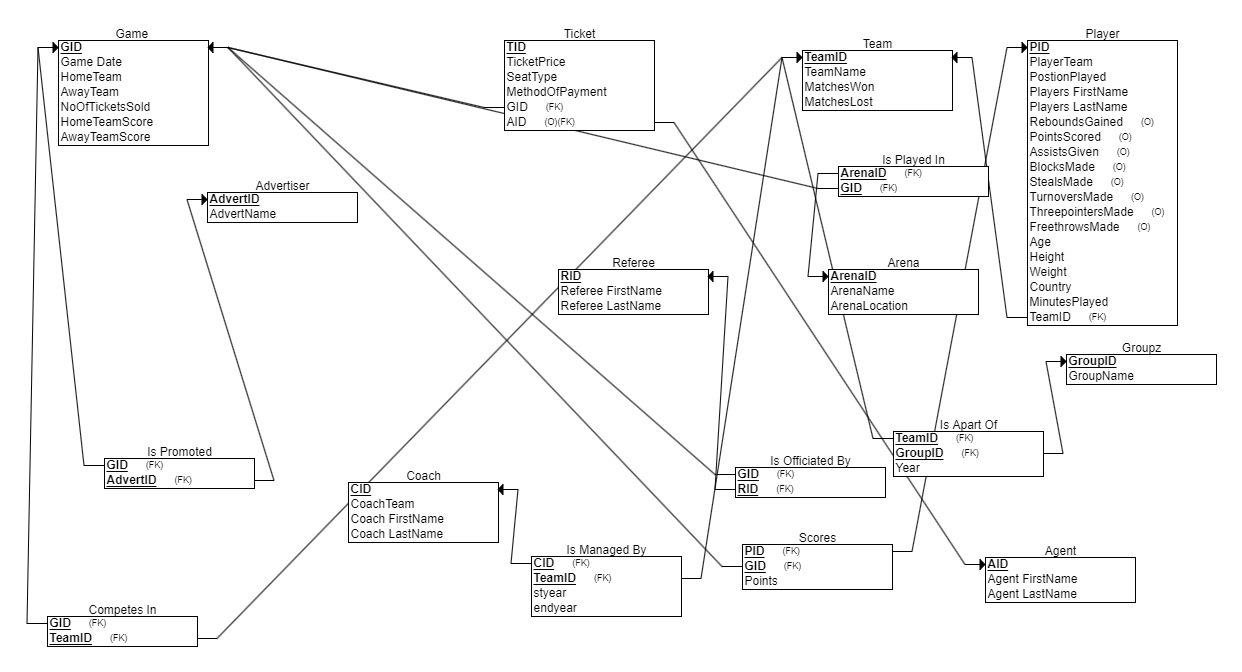 Game
GID
Game Date
HomeTeam
AwayTeam
NoOfTicketsSold
HomeTeamScore
AwayTeamScore
Ticket
TID
TicketPrice
SeatType
MethodOfPayment
GID (FK)
AID (O)(FK)
Team
TeamID
TeamName
MatchesWon
MatchesLost
Player
PID
PlayerTeam
PostionPlayed
Players FirstName
Players LastName
ReboundsGained (O)
PointsScored (O)
AssistsGiven (O)
BlocksMade (O)
StealsMade (O)
TurnoversMade (O)
ThreepointersMade (O)
FreethrowsMade (O)
Age
Height
Weight
Country
MinutesPlayed
TeamID (FK)
Is Played In
ArenaID (FK)
GID (FK)
Advertiser
AdvertID
AdvertName
Referee
RID
Referee FirstName
Referee LastName
Arena
ArenaID
ArenaName
ArenaLocation
Groupz
GroupID
GroupName
Is Apart Of
TeamID (FK)
GroupID (FK)
Year
Is Promoted
GID (FK)
AdvertID (FK)
Coach
CID
CoachTeam
Coach FirstName
Coach LastName
Is Officiated By
GID (FK)
RID (FK)
Is Managed By
CID (FK)
TeamID (FK)
styear
endyear
Scores
PID (FK)
GID (FK)
Points
Agent
AID
Agent FirstName
Agent LastName
Competes In
GID (FK)
TeamID (FK)